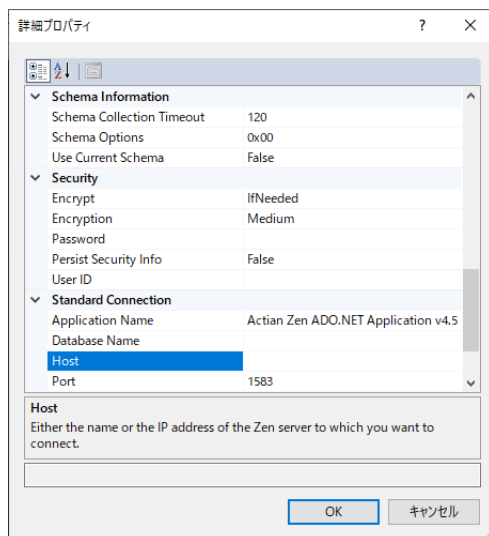 詳細プロパティ
Schema Information
Schema Collection Timeout 120
Schema Options 0x00
Use Current Schema False
Security
Encrypt IfNeeded
Encryption Medium
Password
Persist Security Info False
User ID
Standard Connection
Application Name Actian Zen ADO.NET Application v4.5
Database Name
Host
Port 1583
Host
Either the name or the IP address of the Zen server to which you want to
connect.
OK キャンセル